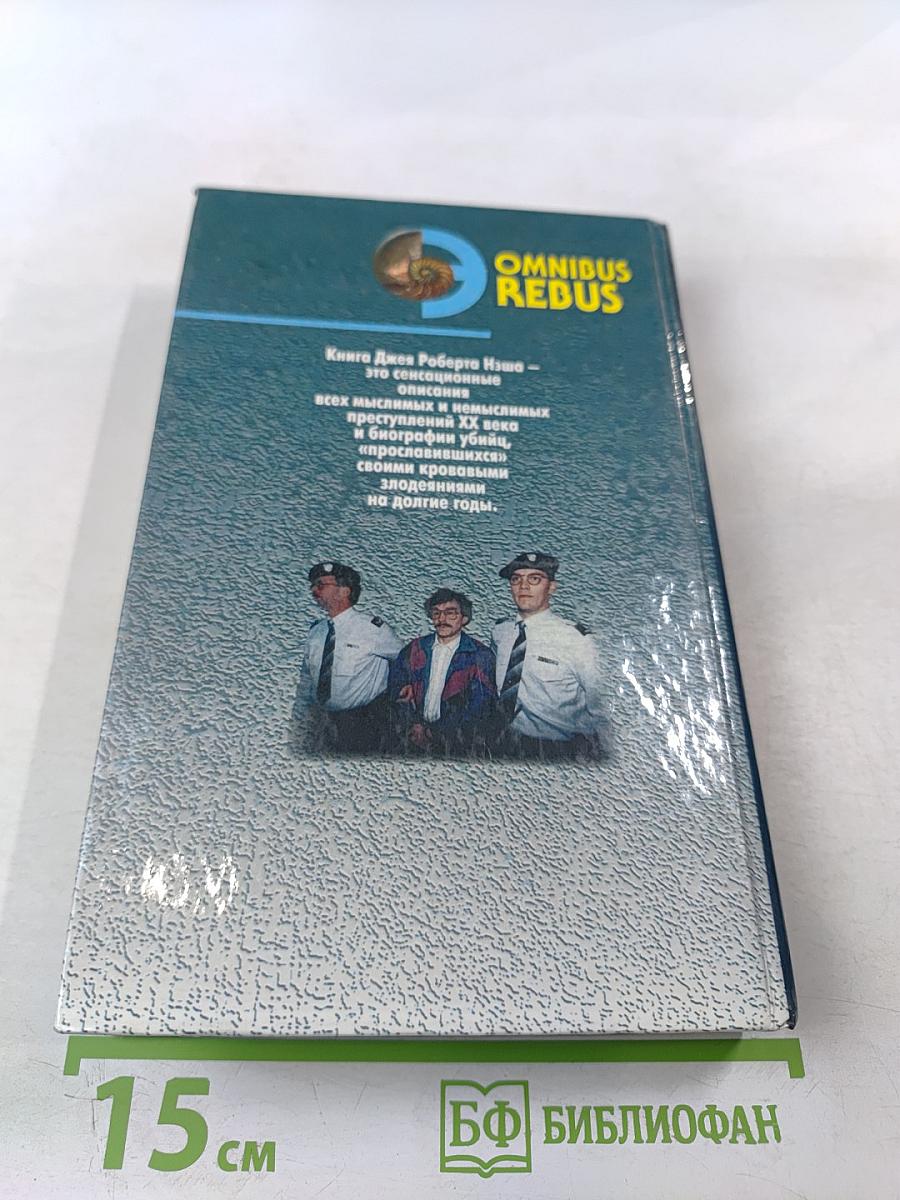 Э
OMNIBUS
REBUS
Книга Джея Роберта Нэша –
это сенсационные
описания
всех мыслимых и немыслимых
преступлений XX века
и биографии убийц,
«прославившихся»
своими кровавыми
злодеяниями
на долгие годы.
15 см
БФ БИБЛИОФАН